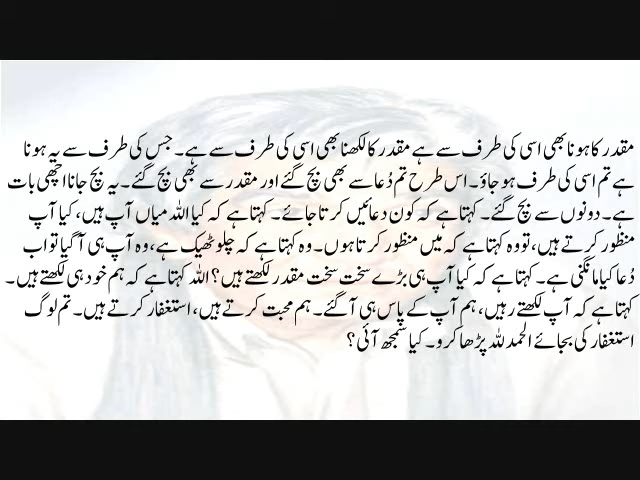 مقدر کا ہونا بھی اسی کی طرف سے ہے مقدر کا لکھنا بھی اسی کی طرف سے ہے۔ جس کی طرف سے یہ ہونا
ہے تم اسی کی طرف ہو جاؤ۔ اس طرح تم دُعا سے بھی بچ گئے اور مقدر سے بھی بچ گئے۔ یہ بچ جانا اچھی بات
ہے۔ دونوں سے بچ گئے۔ کہتا ہے کہ کون دعائیں کرتا جائے۔ کہتا ہے کہ کیا اللہ میاں آپ ہیں، کیا آپ
منظور کرتے ہیں، تو وہ کہتا ہے کہ میں منظور کرتا ہوں۔ وہ کہتا ہے کہ چلو ٹھیک ہے، وہ آپ ہی آ گیا تو اب
دُعا کیا مانگنی ہے۔ کہتا ہے کہ کیا آپ ہی بڑے سخت سخت مقدر لکھتے ہیں؟ اللہ کہتا ہے کہ ہم خود ہی لکھتے ہیں۔
کہتا ہے کہ آپ لکھتے رہیں، ہم آپ کے پاس ہی آ گئے۔ ہم محبت کرتے ہیں، استغفار کرتے ہیں۔ تم لوگ
استغفار کی بجائے الحمد للہ پڑھا کرو۔ کیا سمجھ آئی؟